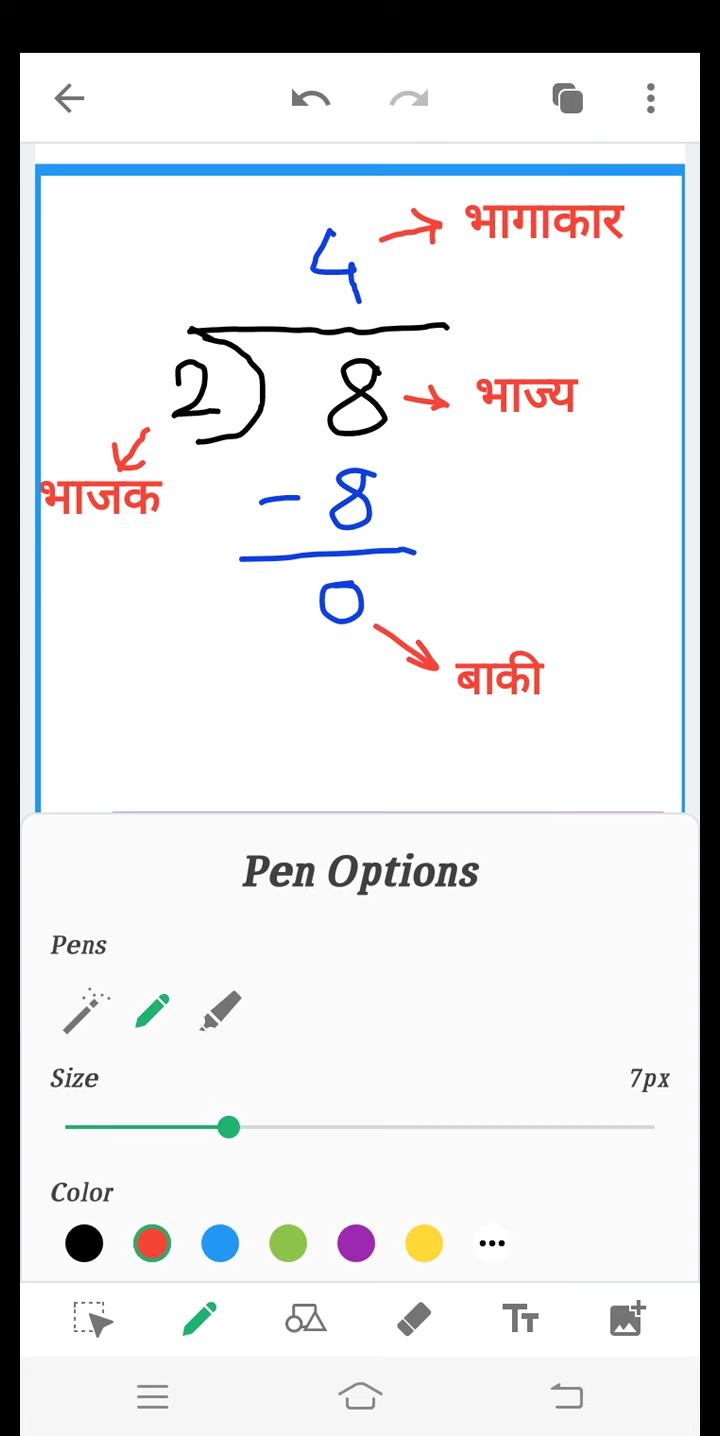 4 → भागाकार
2) 8 → भाज्य
भाजक
- 8
0
बाकी
Pen Options
Pens
Size 7px
Color